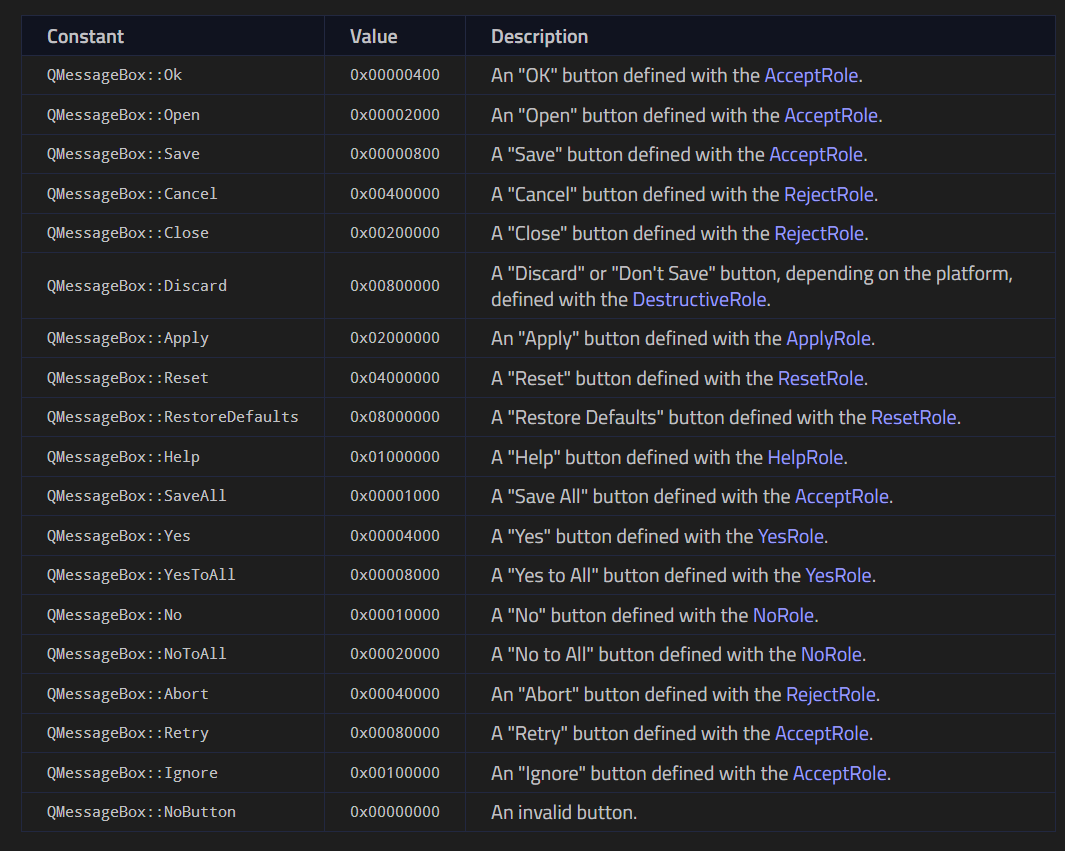 Constant Value Description
QMessageBox::Ok 0x00000400 An "OK" button defined with the AcceptRole.
QMessageBox::Open 0x00002000 An "Open" button defined with the AcceptRole.
QMessageBox::Save 0x00000800 A "Save" button defined with the AcceptRole.
QMessageBox::Cancel 0x00400000 A "Cancel" button defined with the RejectRole.
QMessageBox::Close 0x00200000 A "Close" button defined with the RejectRole.
QMessageBox::Discard 0x00800000 A "Discard" or "Don't Save" button, depending on the platform,
defined with the DestructiveRole.
QMessageBox::Apply 0x02000000 An "Apply" button defined with the ApplyRole.
QMessageBox::Reset 0x04000000 A "Reset" button defined with the ResetRole.
QMessageBox::RestoreDefaults 0x08000000 A "Restore Defaults" button defined with the ResetRole.
QMessageBox::Help 0x01000000 A "Help" button defined with the HelpRole.
QMessageBox::SaveAll 0x00001000 A "Save All" button defined with the AcceptRole.
QMessageBox::Yes 0x00004000 A "Yes" button defined with the YesRole.
QMessageBox::YesToAll 0x00008000 A "Yes to All" button defined with the YesRole.
QMessageBox::No 0x00010000 A "No" button defined with the NoRole.
QMessageBox::NoToAll 0x00020000 A "No to All" button defined with the NoRole.
QMessageBox::Abort 0x00040000 An "Abort" button defined with the RejectRole.
QMessageBox::Retry 0x00080000 A "Retry" button defined with the AcceptRole.
QMessageBox::Ignore 0x00100000 An "Ignore" button defined with the AcceptRole.
QMessageBox::NoButton 0x00000000 An invalid button.